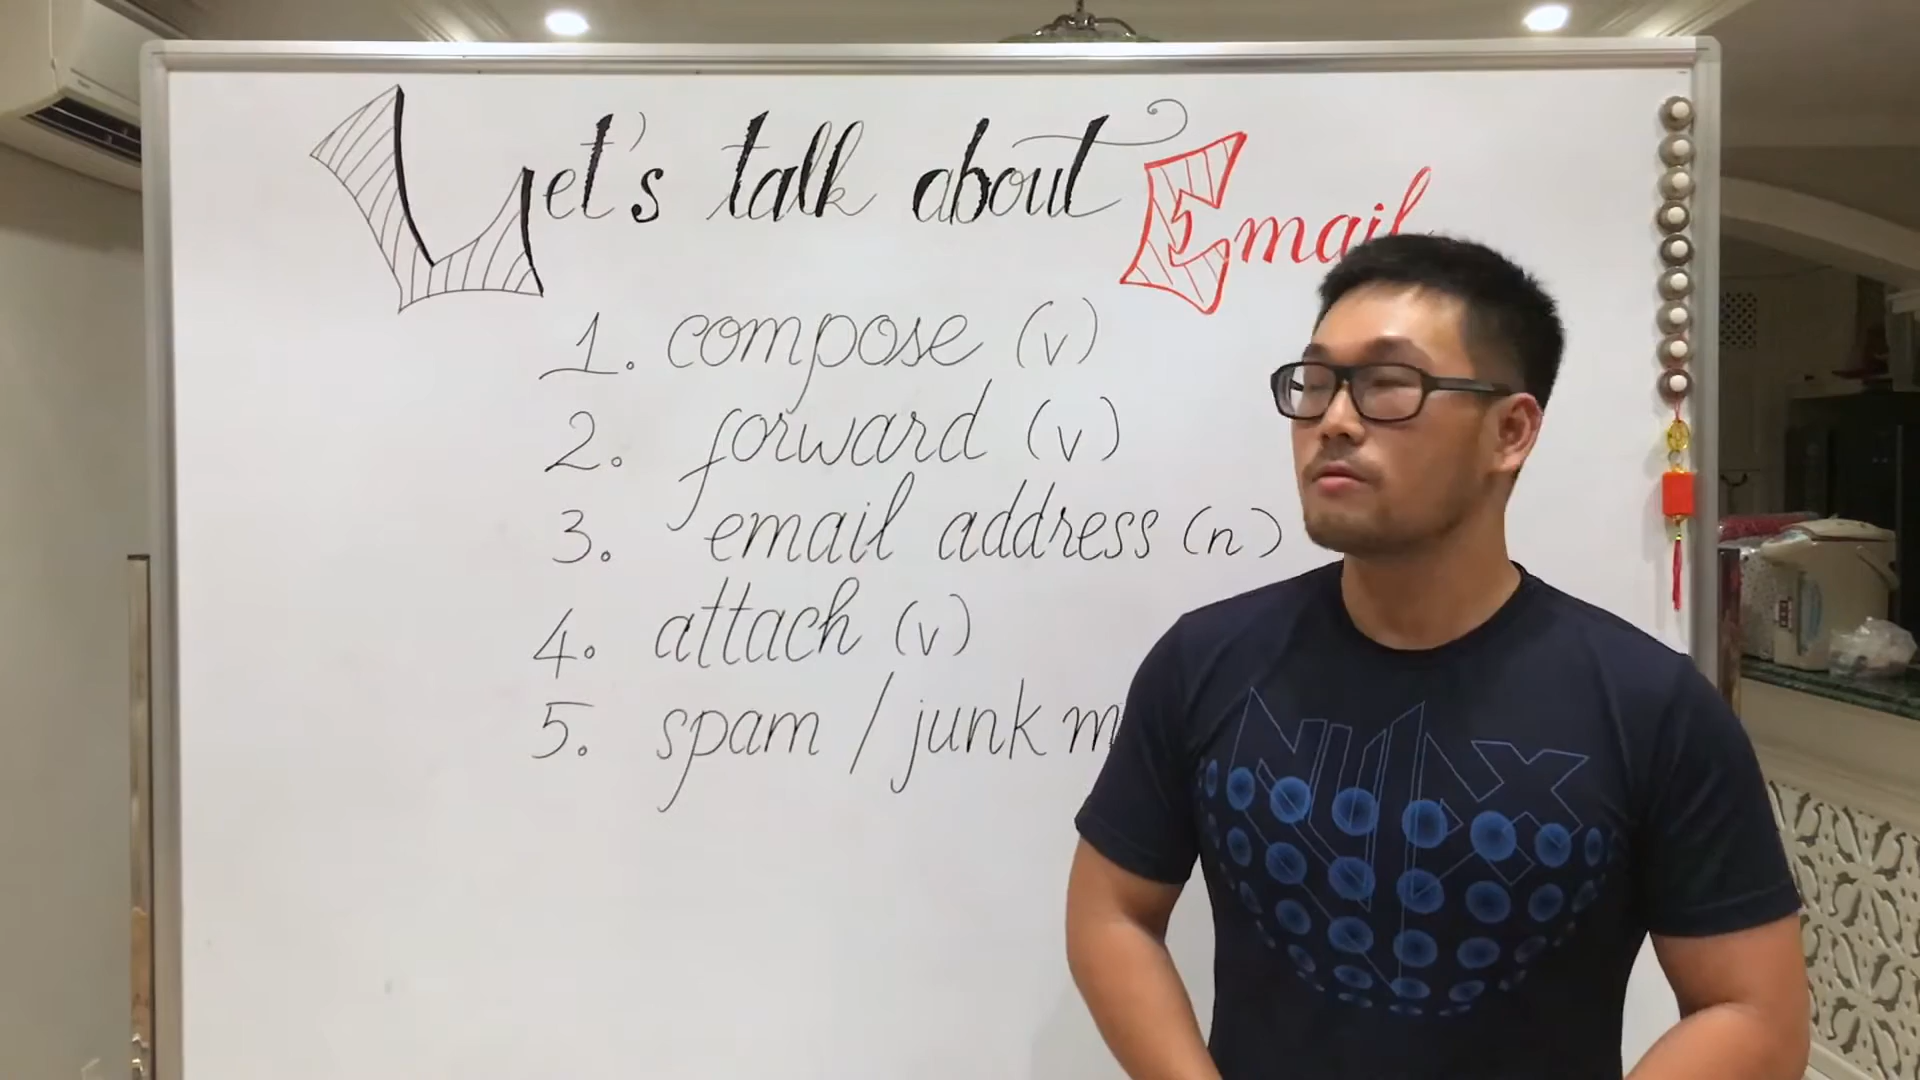 Let's talk about Email
1. compose (v)
2. forward (v)
3. email address (n)
4. attach (v)
5. spam / junk m